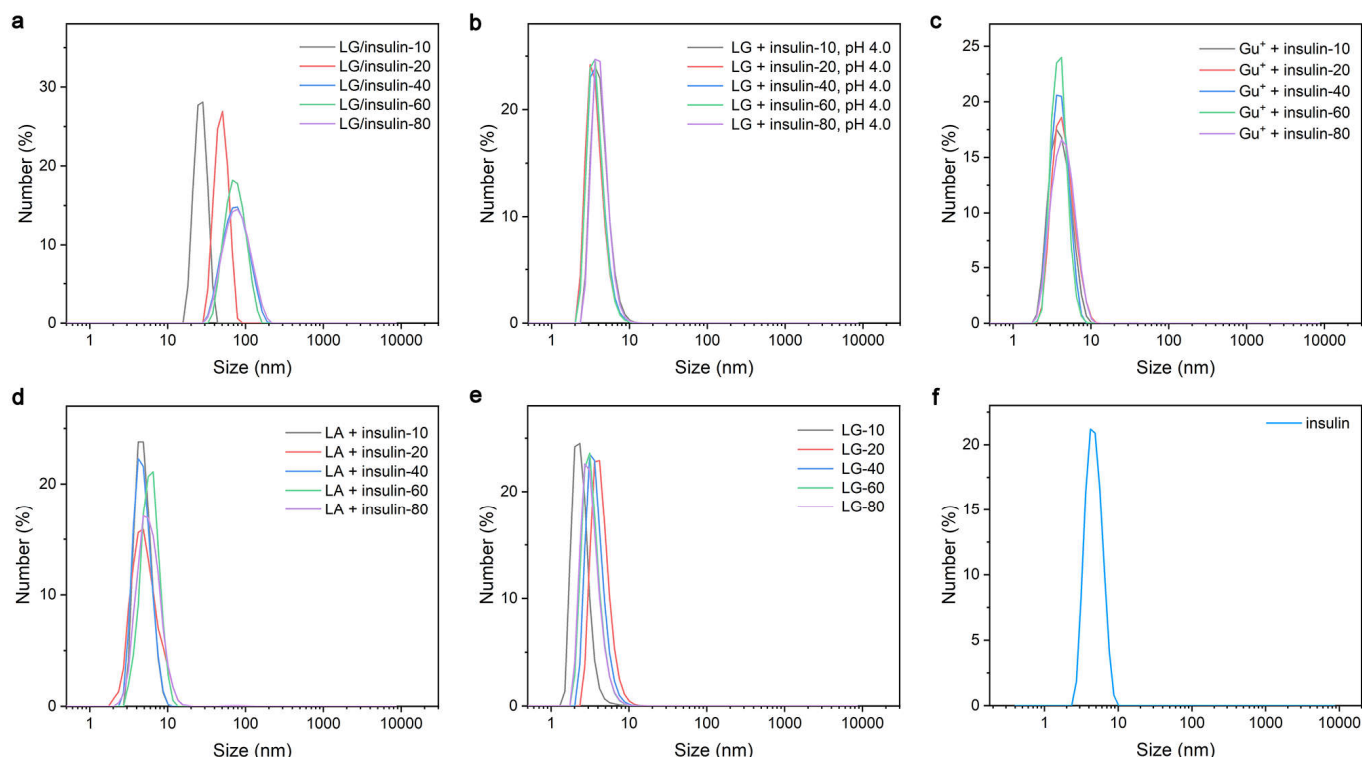 a
Number (%)
30
20
10
0
LG/insulin-10
LG/insulin-20
LG/insulin-40
LG/insulin-60
LG/insulin-80
1 10 100 1000 10000
Size (nm)
b
Number (%)
20
10
0
LG + insulin-10, pH 4.0
LG + insulin-20, pH 4.0
LG + insulin-40, pH 4.0
LG + insulin-60, pH 4.0
LG + insulin-80, pH 4.0
1 10 100 1000 10000
Size (nm)
c
Number (%)
25
20
15
10
5
0
Gu⁺ + insulin-10
Gu⁺ + insulin-20
Gu⁺ + insulin-40
Gu⁺ + insulin-60
Gu⁺ + insulin-80
1 10 100 1000 10000
Size (nm)
d
Number (%)
20
10
0
LA + insulin-10
LA + insulin-20
LA + insulin-40
LA + insulin-60
LA + insulin-80
1 10 100 1000 10000
Size (nm)
e
Number (%)
20
10
0
LG-10
LG-20
LG-40
LG-60
LG-80
1 10 100 1000 10000
Size (nm)
f
Number (%)
20
15
10
5
0
insulin
1 10 100 1000 10000
Size (nm)